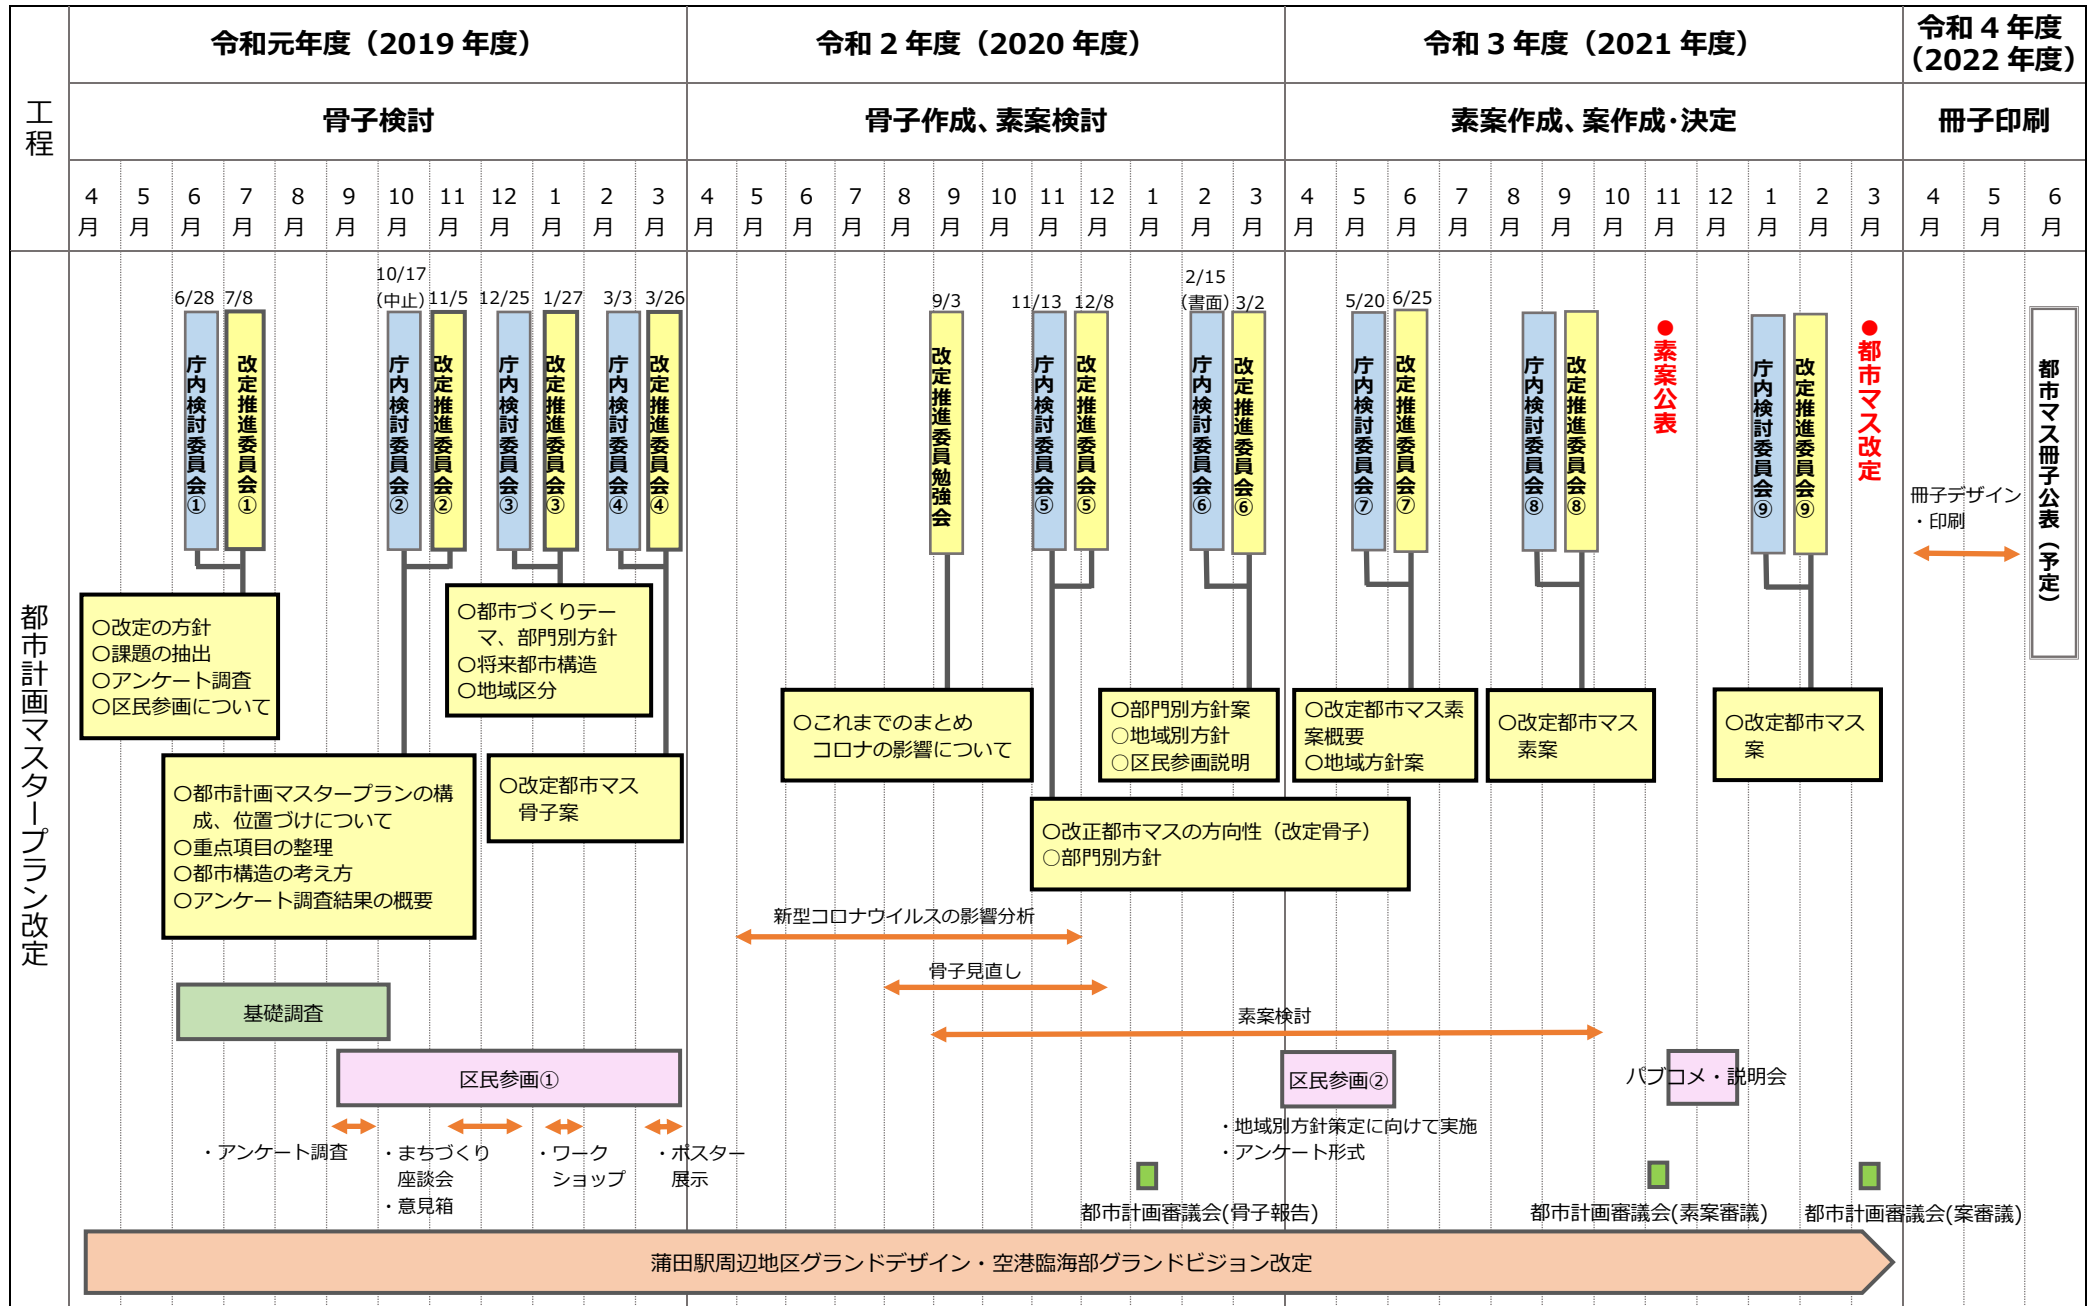 工程
令和元年度（2019 年度）
令和 2 年度（2020 年度）
令和 3 年度（2021 年度）
令和 4 年度
（2022 年度）
骨子検討
骨子作成、素案検討
素案作成、案作成・決定
冊子印刷
4月
5月
6月
7月
8月
9月
10月
11月
12月
1月
2月
3月
4月
5月
6月
7月
8月
9月
10月
11月
12月
1月
2月
3月
4月
5月
6月
7月
8月
9月
10月
11月
12月
1月
2月
3月
4月
5月
6月
都市計画マスタープラン改定
6/28
庁内検討委員会①
7/8
改定推進委員会①
10/17
(中止)
庁内検討委員会②
11/5
改定推進委員会②
12/25
庁内検討委員会③
1/27
改定推進委員会③
3/3
庁内検討委員会④
3/26
改定推進委員会④
9/3
改定推進委員勉強会
11/13
庁内検討委員会⑤
12/8
改定推進委員会⑤
2/15
(書面)
庁内検討委員会⑥
3/2
改定推進委員会⑥
5/20
庁内検討委員会⑦
6/25
改定推進委員会⑦
庁内検討委員会⑧
改定推進委員会⑧
●素案公表
庁内検討委員会⑨
改定推進委員会⑨
●都市マス改定
冊子デザイン
・印刷
都市マス冊子公表（予定）
○改定の方針
○課題の抽出
○アンケート調査
○区民参画について
○都市づくりテー
マ、部門別方針
○将来都市構造
○地域区分
○都市計画マスタープランの構
成、位置づけについて
○重点項目の整理
○都市構造の考え方
○アンケート調査結果の概要
○改定都市マス
骨子案
○これまでのまとめ
コロナの影響について
○部門別方針案
○地域別方針
○区民参画説明
○改定都市マス素
案概要
○地域方針案
○改定都市マス
素案
○改定都市マス
案
○改正都市マスの方向性（改定骨子）
○部門別方針
新型コロナウイルスの影響分析
骨子見直し
素案検討
基礎調査
区民参画①
区民参画②
パブコメ・説明会
・アンケート調査
・まちづくり
座談会
・意見箱
・ワーク
ショップ
・ポスター
展示
・地域別方針策定に向けて実施
・アンケート形式
都市計画審議会(骨子報告)
都市計画審議会(素案審議)
都市計画審議会(案審議)
蒲田駅周辺地区グランドデザイン・空港臨海部グランドビジョン改定